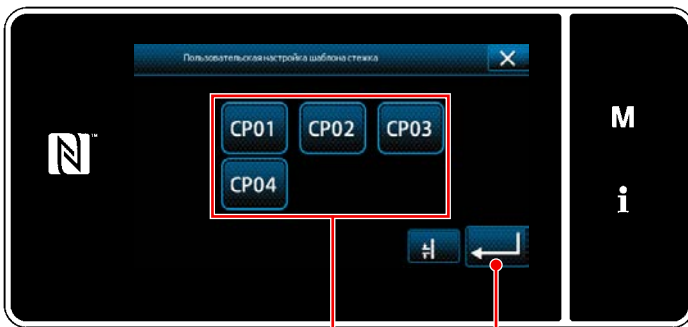 Пользовательская настройка шаблона стежка
CP01 CP02 CP03
CP04
M
i